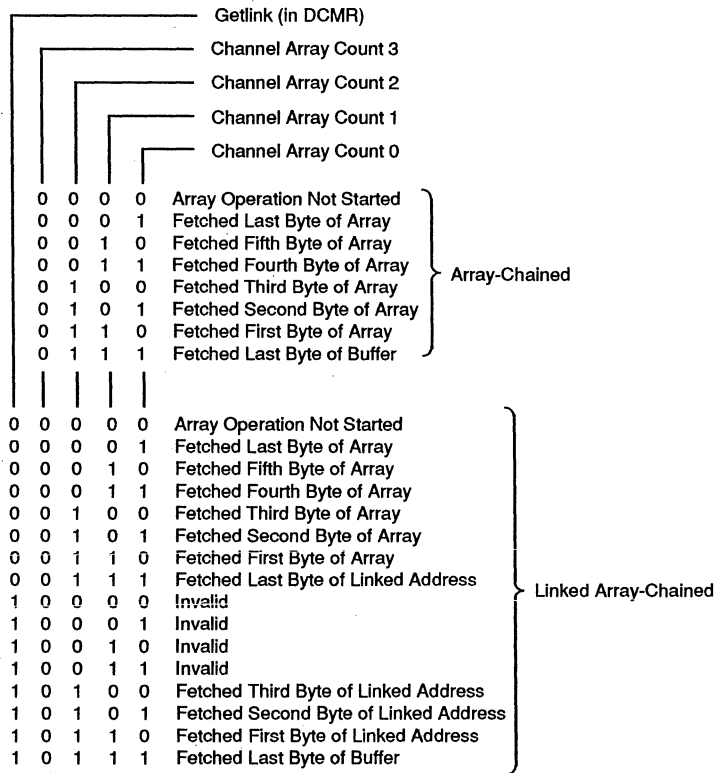 Getlink (in DCMR)
Channel Array Count 3
Channel Array Count 2
Channel Array Count 1
Channel Array Count 0
0 0 0 0 Array Operation Not Started
0 0 0 1 Fetched Last Byte of Array
0 0 1 0 Fetched Fifth Byte of Array
0 0 1 1 Fetched Fourth Byte of Array
Array-Chained
0 1 0 0 Fetched Third Byte of Array
0 1 0 1 Fetched Second Byte of Array
0 1 1 0 Fetched First Byte of Array
0 1 1 1 Fetched Last Byte of Buffer
0 0 0 0 0 Array Operation Not Started
0 0 0 0 1 Fetched Last Byte of Array
0 0 0 1 0 Fetched Fifth Byte of Array
0 0 0 1 1 Fetched Fourth Byte of Array
0 0 1 0 0 Fetched Third Byte of Array
0 0 1 0 1 Fetched Second Byte of Array
0 0 1 1 0 Fetched First Byte of Array
0 0 1 1 1 Fetched Last Byte of Linked Address
Linked Array-Chained
1 0 0 0 0 Invalid
1 0 0 0 1 Invalid
1 0 0 1 0 Invalid
1 0 0 1 1 Invalid
1 0 1 0 0 Fetched Third Byte of Linked Address
1 0 1 0 1 Fetched Second Byte of Linked Address
1 0 1 1 0 Fetched First Byte of Linked Address
1 0 1 1 1 Fetched Last Byte of Buffer